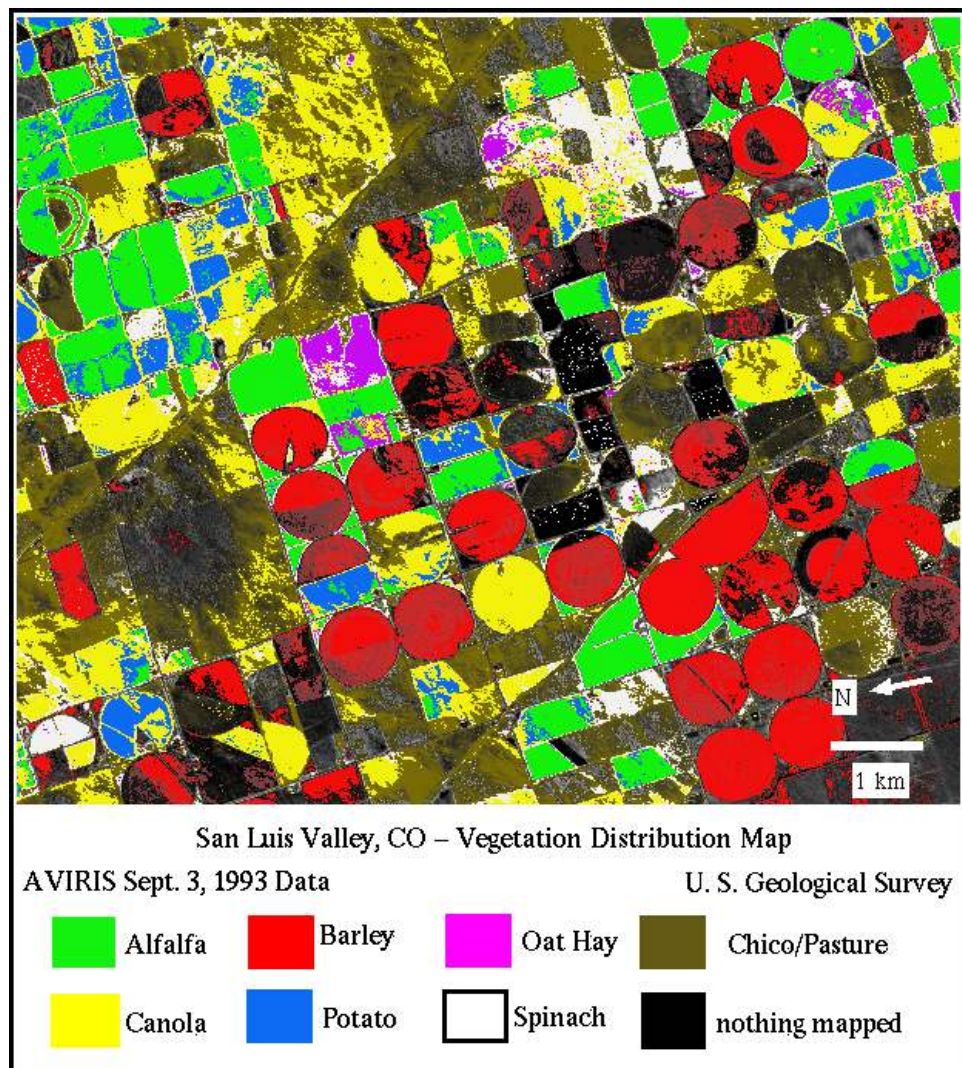 N
1 km
San Luis Valley, CO – Vegetation Distribution Map
AVIRIS Sept. 3, 1993 Data
U. S. Geological Survey
Alfalfa
Barley
Oat Hay
Chico/Pasture
Canola
Potato
Spinach
nothing mapped